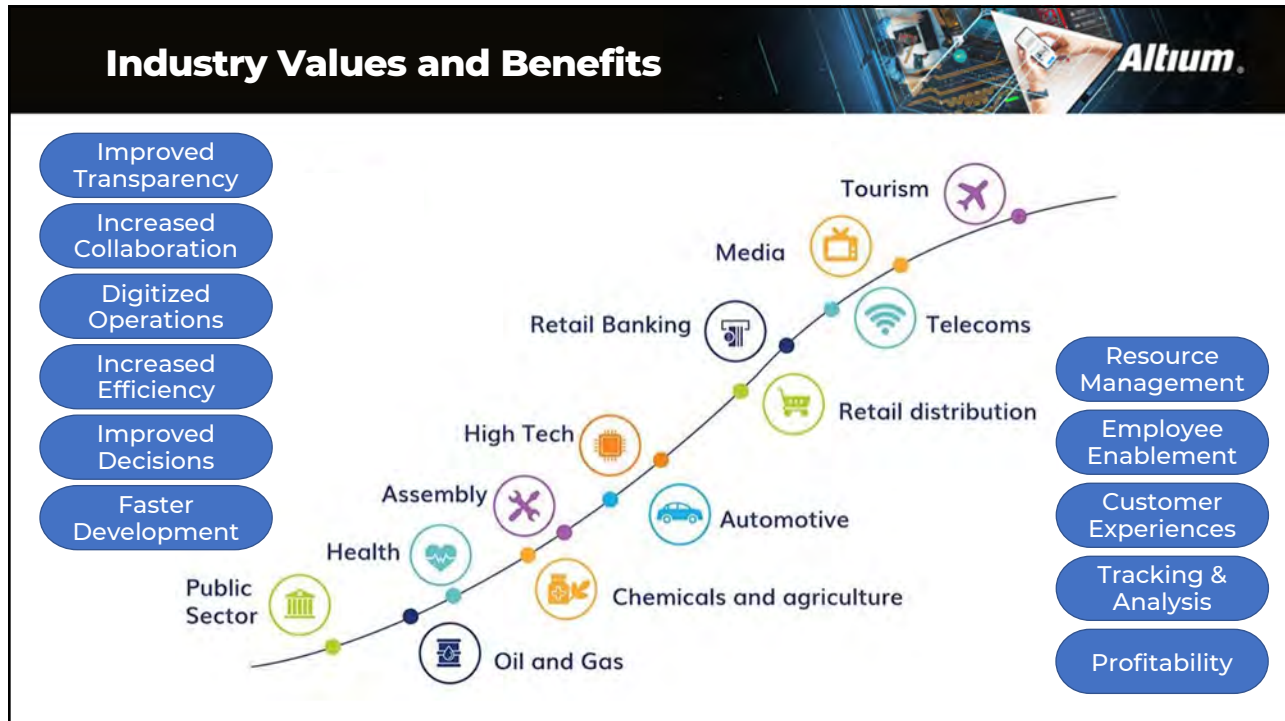 Industry Values and Benefits
Altium.
Improved
Transparency
Increased
Collaboration
Digitized
Operations
Increased
Efficiency
Improved
Decisions
Faster
Development
Tourism
Media
Retail Banking
Telecoms
Retail distribution
High Tech
Assembly
Automotive
Health
Chemicals and agriculture
Public
Sector
Oil and Gas
Resource
Management
Employee
Enablement
Customer
Experiences
Tracking &
Analysis
Profitability